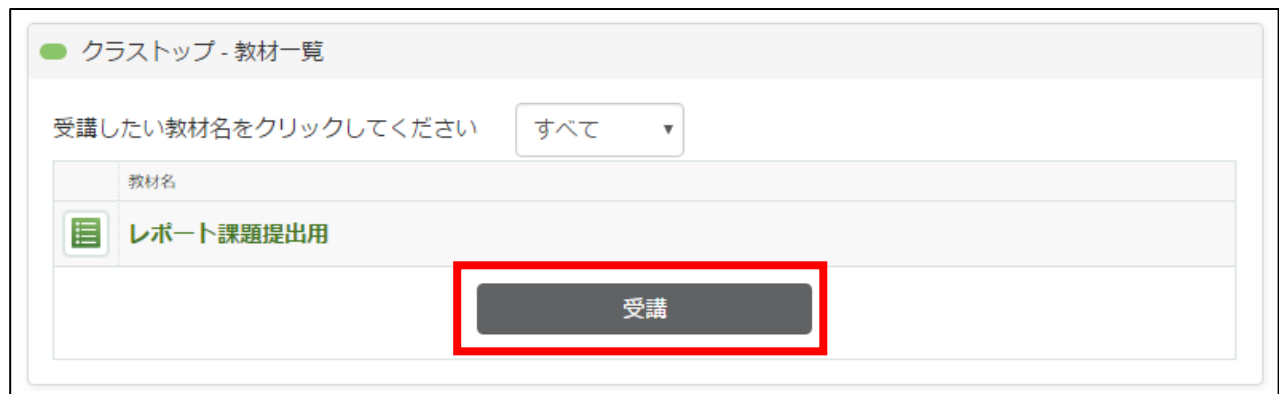 クラストップ - 教材一覧
受講したい教材名をクリックしてください すべて
教材名
レポート課題提出用
受講